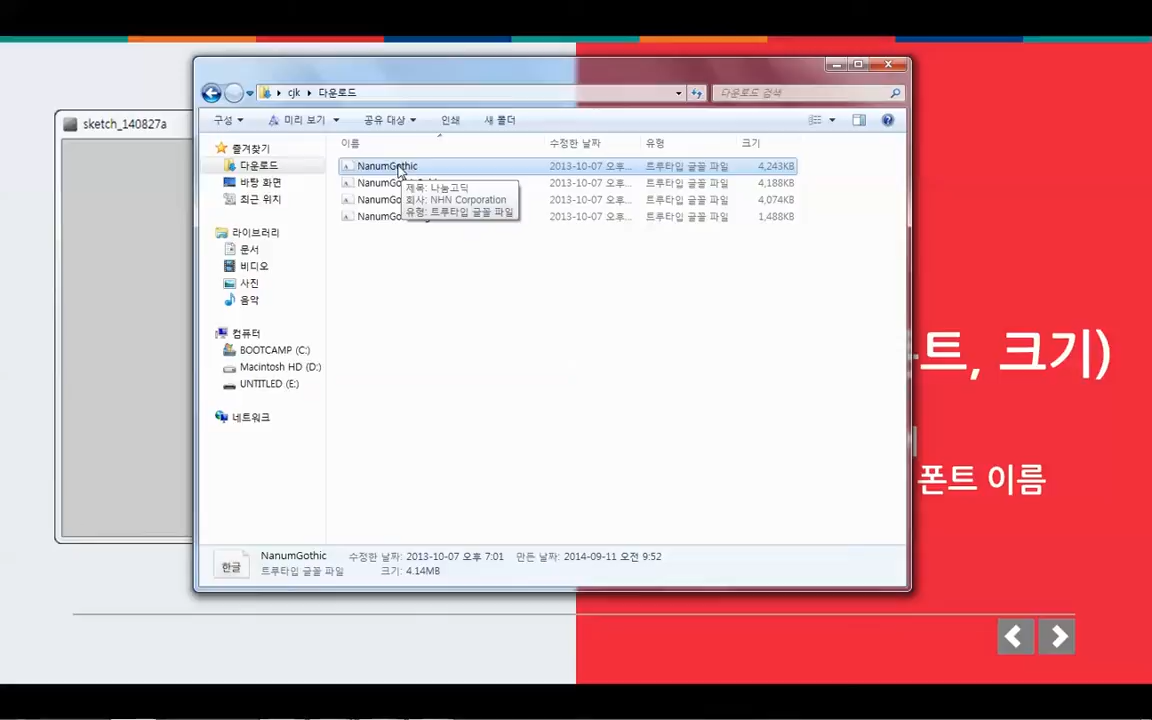 sketch_140827a
cjk ▸ 다운로드
다운로드 검색
구성
미리 보기
공유 대상
인쇄
새 폴더
이름
수정한 날짜
유형
크기
즐겨찾기
다운로드
바탕 화면
최근 위치
라이브러리
문서
비디오
사진
음악
컴퓨터
BOOTCAMP (C:)
Macintosh HD (D:)
UNTITLED (E:)
네트워크
NanumGothic 2013-10-07 오후... 트루타입 글꼴 파일 4,243KB
2013-10-07 오후... 트루타입 글꼴 파일 4,188KB
2013-10-07 오후... 트루타입 글꼴 파일 4,074KB
2013-10-07 오후... 트루타입 글꼴 파일 1,488KB
제목: 나눔고딕
회사: NHN Corporation
유형: 트루타입 글꼴 파일
트, 크기)
폰트 이름
한글
NanumGothic 수정한 날짜: 2013-10-07 오후 7:01 만든 날짜: 2014-09-11 오전 9:52
트루타입 글꼴 파일 크기: 4.14MB